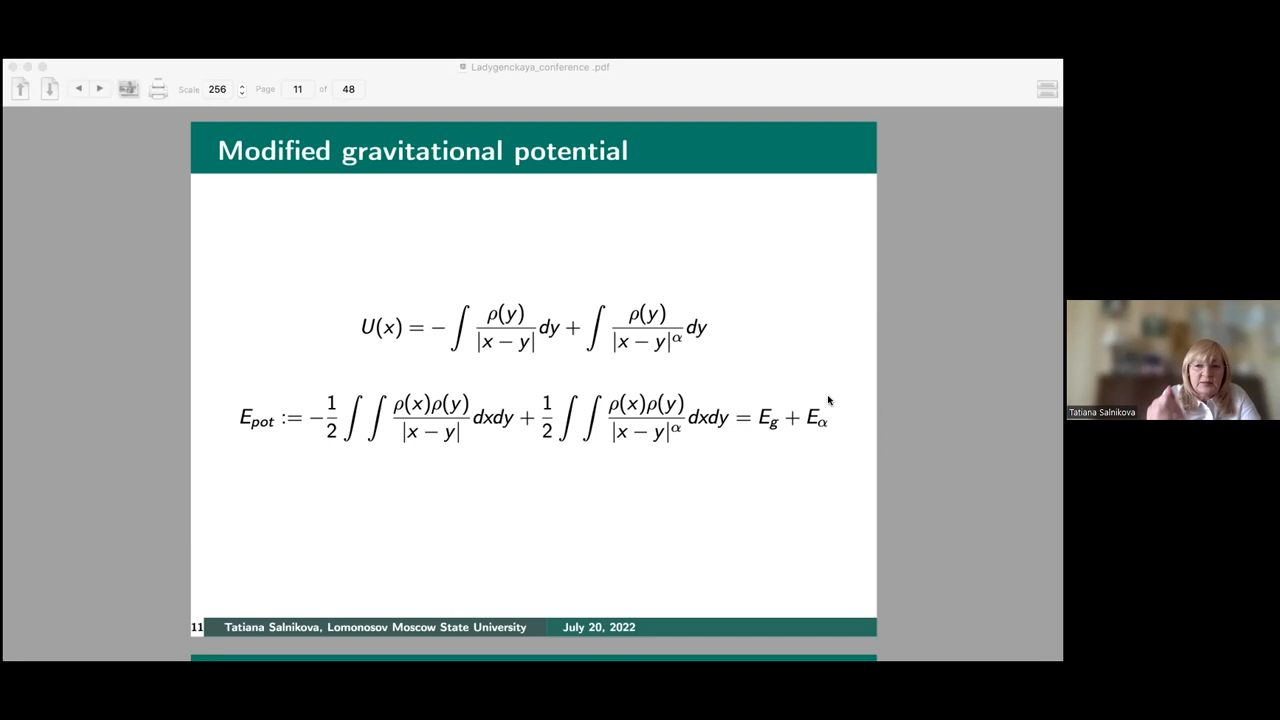 Ladygenckaya_conference .pdf
Scale 256 Page 11 of 48
Modified gravitational potential
U(x) = − ∫ ρ(y)/|x − y| dy + ∫ ρ(y)/|x − y|^α dy
E_pot := − 1/2 ∫ ∫ ρ(x)ρ(y)/|x − y| dxdy + 1/2 ∫ ∫ ρ(x)ρ(y)/|x − y|^α dxdy = E_g + E_α
Tatiana Salnikova
11 Tatiana Salnikova, Lomonosov Moscow State University July 20, 2022